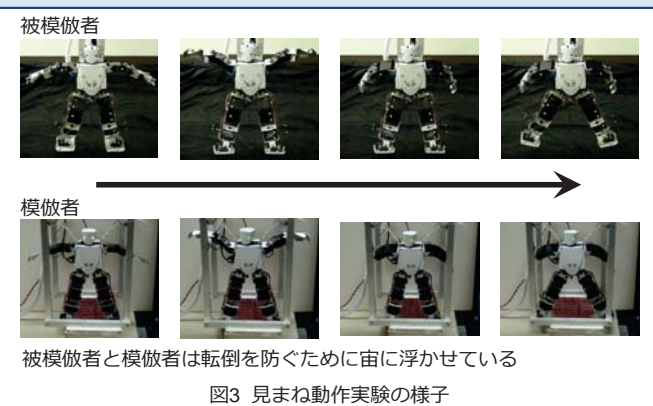 被模倣者
模倣者
被模倣者と模倣者は転倒を防ぐために宙に浮かせている
図3 見まね動作実験の様子